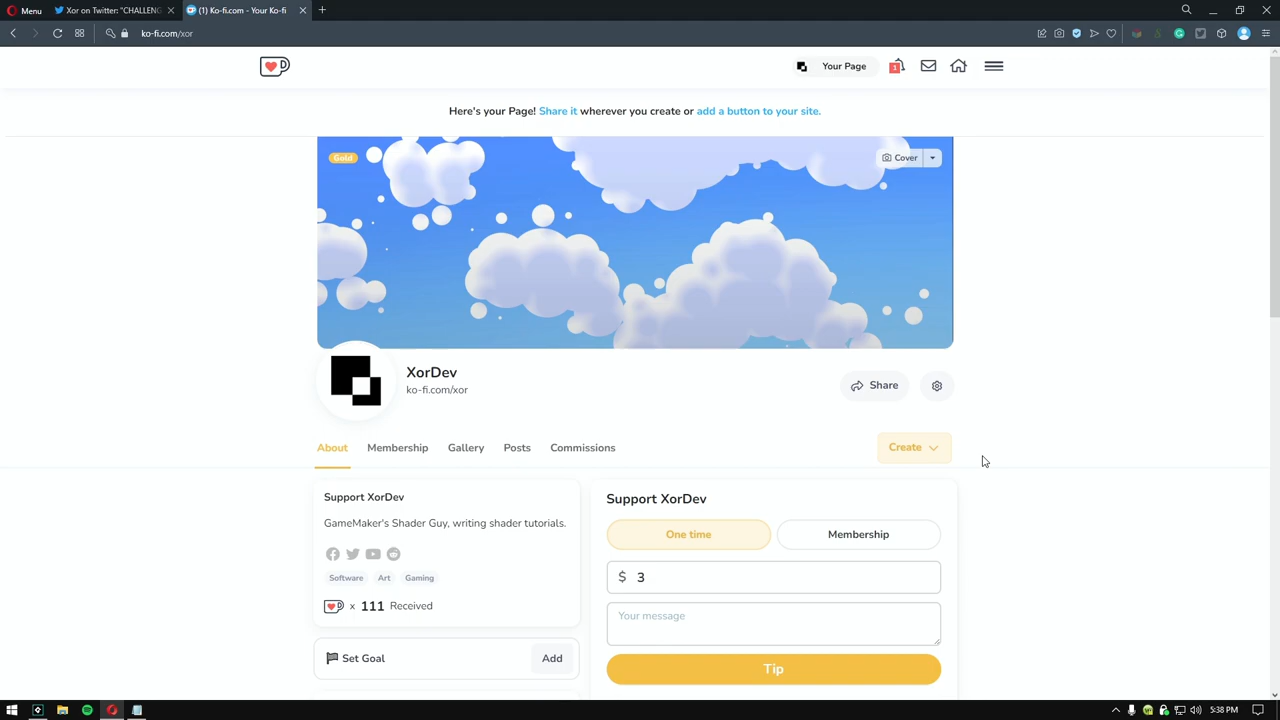 Menu
Xor on Twitter: "CHALLENG
(1) Ko-fi.com - Your Ko-fi
ko-fi.com/xor
Your Page
Here's your Page! Share it wherever you create or add a button to your site.
Gold
Cover
XorDev
ko-fi.com/xor
Share
About
Membership
Gallery
Posts
Commissions
Create
Support XorDev
GameMaker's Shader Guy, writing shader tutorials.
Software
Art
Gaming
x 111 Received
Set Goal
Add
Support XorDev
One time
Membership
$ 3
Your message
Tip
5:38 PM